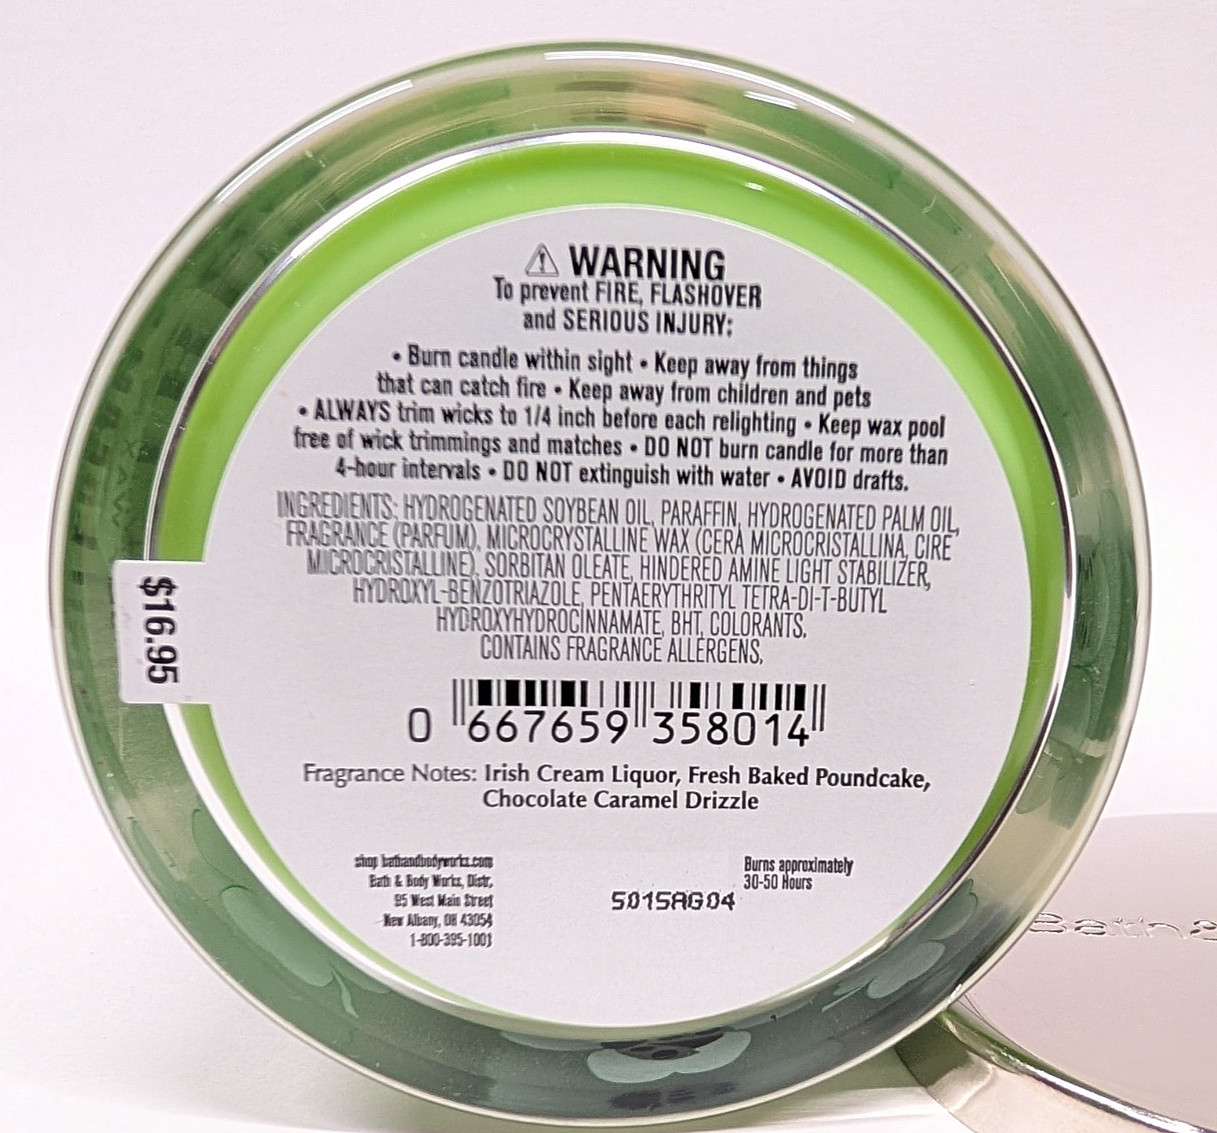 WARNING
To prevent FIRE, FLASHOVER
and SERIOUS INJURY:
• Burn candle within sight • Keep away from things
that can catch fire • Keep away from children and pets
• ALWAYS trim wicks to 1/4 inch before each relighting • Keep wax pool
free of wick trimmings and matches • DO NOT burn candle for more than
4-hour intervals • DO NOT extinguish with water • AVOID drafts.
INGREDIENTS: HYDROGENATED SOYBEAN OIL, PARAFFIN, HYDROGENATED PALM OIL,
FRAGRANCE (PARFUM), MICROCRYSTALLINE WAX (CERA MICROCRISTALLINA, CIRE
MICROCRISTALLINE), SORBITAN OLEATE, HINDERED AMINE LIGHT STABILIZER,
HYDROXYL-BENZOTRIAZOLE, PENTAERYTHRITYL TETRA-DI-T-BUTYL
HYDROXYHYDROCINNAMATE, BHT, COLORANTS.
CONTAINS FRAGRANCE ALLERGENS.
$16.95
0 667659 358014
Fragrance Notes: Irish Cream Liquor, Fresh Baked Poundcake,
Chocolate Caramel Drizzle
shop bathandbodyworks.com
Bath & Body Works, Distr,
95 West Main Street
New Albany, OH 43054
1-800-395-1001
5015AG04
Burns approximately
30-50 Hours
Bath &